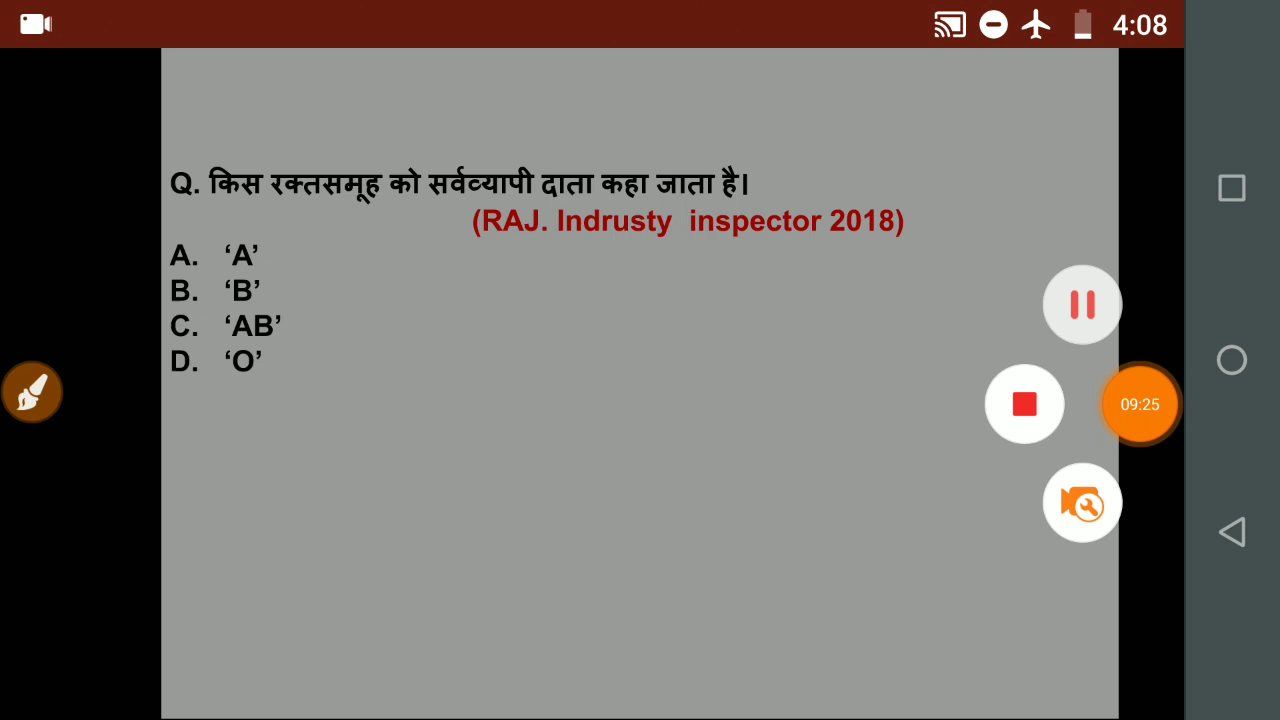 4:08
Q. किस रक्तसमूह को सर्वव्यापी दाता कहा जाता है।
(RAJ. Indrusty inspector 2018)
A. ‘A’
B. ‘B’
C. ‘AB’
D. ‘O’
09:25